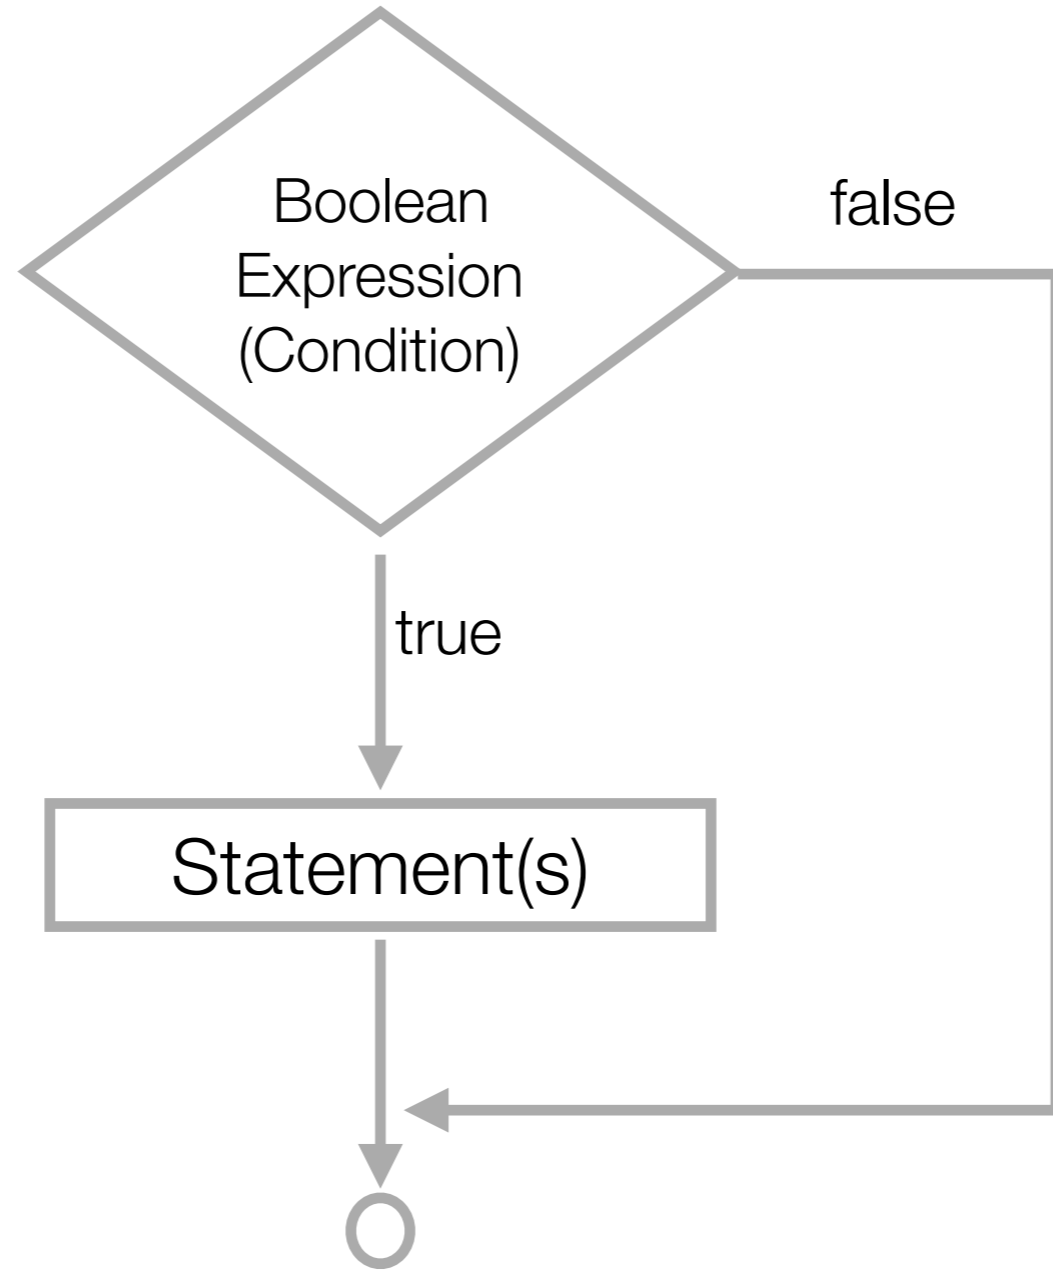 Boolean
Expression
(Condition)
false
true
Statement(s)